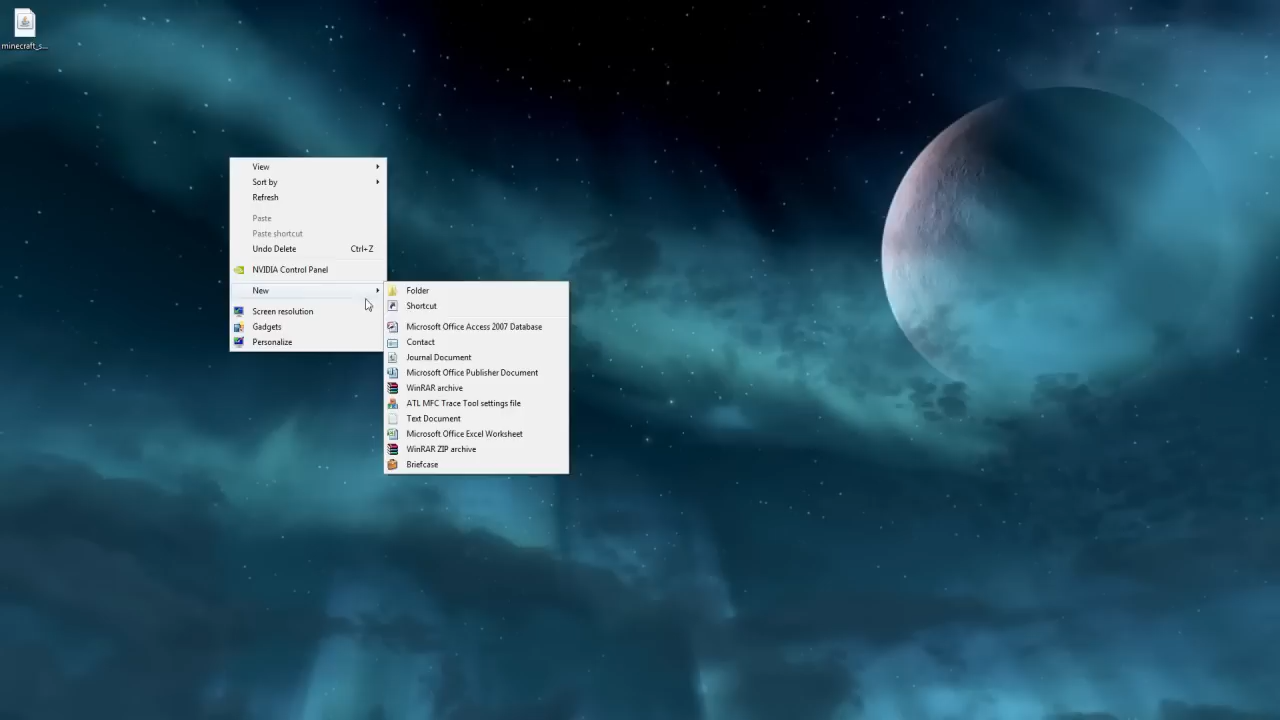 minecraft_s...
View
Sort by
Refresh
Paste
Paste shortcut
Undo Delete Ctrl+Z
NVIDIA Control Panel
New
Screen resolution
Gadgets
Personalize
Folder
Shortcut
Microsoft Office Access 2007 Database
Contact
Journal Document
Microsoft Office Publisher Document
WinRAR archive
ATL MFC Trace Tool settings file
Text Document
Microsoft Office Excel Worksheet
WinRAR ZIP archive
Briefcase